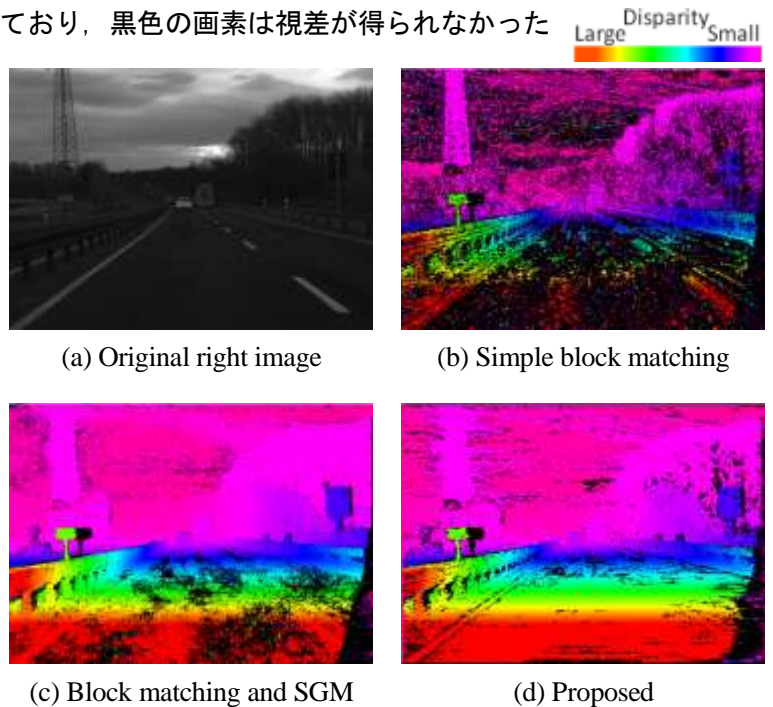 ており，黒色の画素は視差が得られなかった
Disparity
Large Small
(a) Original right image
(b) Simple block matching
(c) Block matching and SGM
(d) Proposed